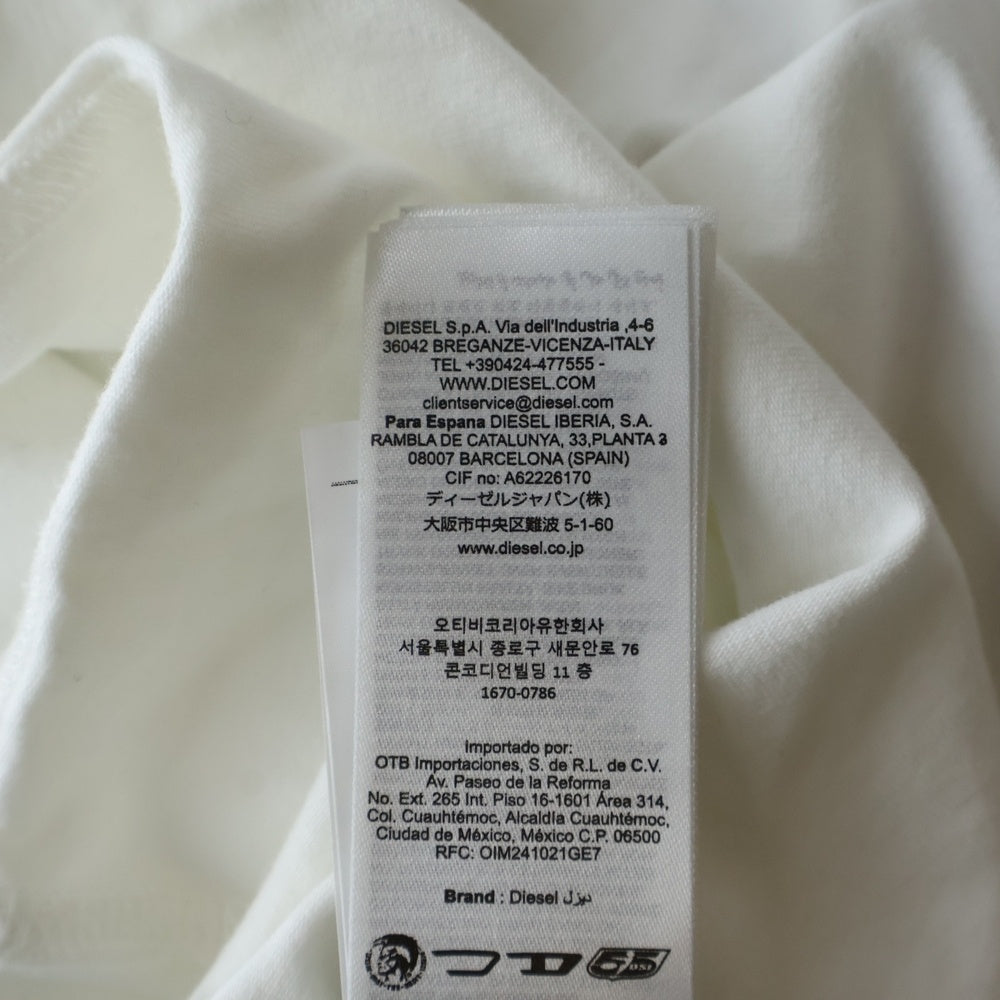 DIESEL S.p.A. Via dell'Industria ,4-6
36042 BREGANZE-VICENZA-ITALY
TEL +390424-477555 -
WWW.DIESEL.COM
clientservice@diesel.com
Para Espana DIESEL IBERIA, S.A.
RAMBLA DE CATALUNYA, 33,PLANTA 3
08007 BARCELONA (SPAIN)
CIF no: A62226170
ディーゼルジャパン(株)
大阪市中央区難波 5-1-60
www.diesel.co.jp
오티비코리아유한회사
서울특별시 종로구 새문안로 76
콘코디언빌딩 11 층
1670-0786
Importado por:
OTB Importaciones, S. de R.L. de C.V.
Av. Paseo de la Reforma
No. Ext. 265 Int. Piso 16-1601 Área 314,
Col. Cuauhtémoc, Alcaldía Cuauhtémoc,
Ciudad de México, México C.P. 06500
RFC: OIM241021GE7
Brand : Diesel ديزل
D 55 DSL